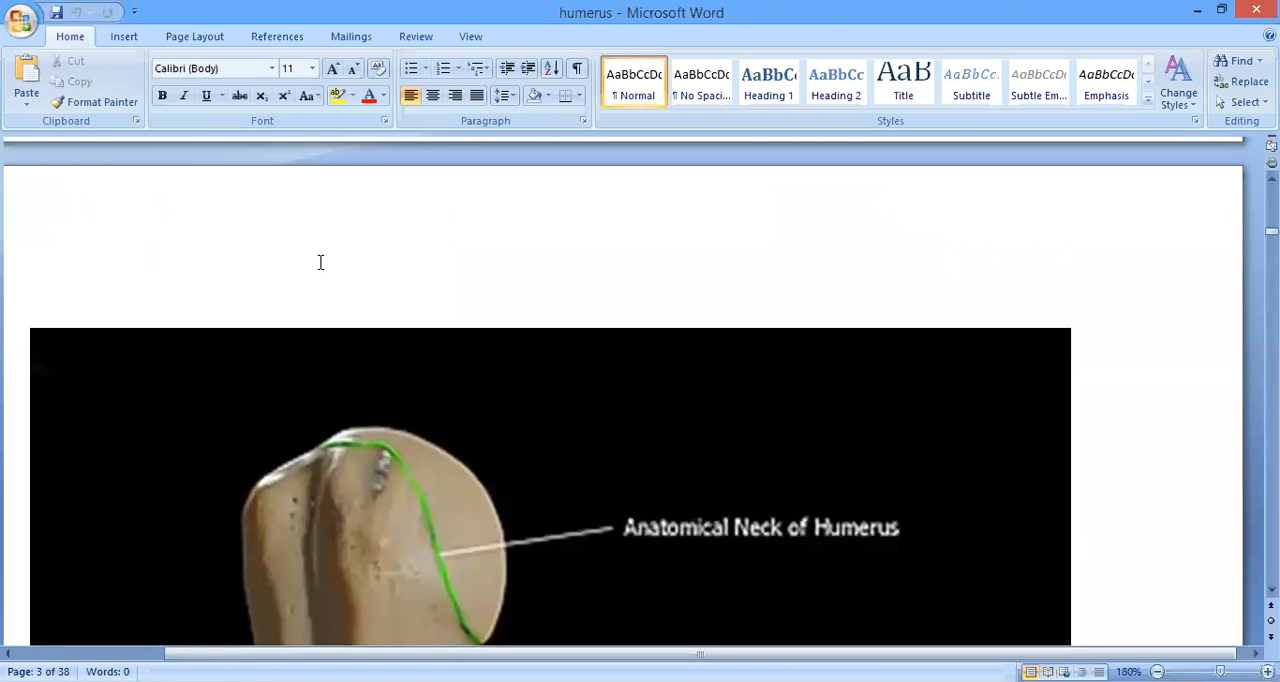 humerus - Microsoft Word
Home Insert Page Layout References Mailings Review View
Paste
Cut
Copy
Format Painter
Clipboard
Calibri (Body) 11
Font
Paragraph
AaBbCcDc AaBbCcDc AaBbC AaBbCc AaB AaBbCc. AaBbCcDc AaBbCcDc
¶ Normal ¶ No Spaci... Heading 1 Heading 2 Title Subtitle Subtle Em... Emphasis
Change Styles
Styles
Find
Replace
Select
Editing
Anatomical Neck of Humerus
Page: 3 of 38 Words: 0 180%